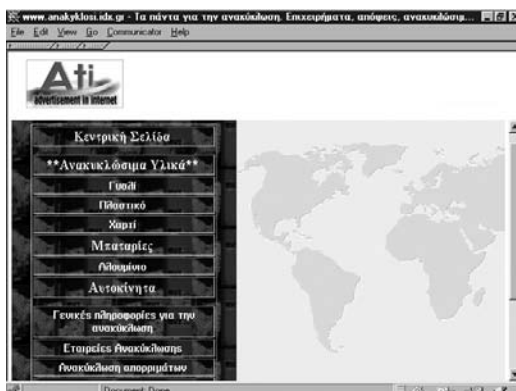 www.anakyklosi.idx.gr - Τα πάντα για την ανακύκλωση. Επιχειρήματα, απόψεις, ανακυκλώσιμ...
File Edit View Go Communicator Help
Ati
advertisement in internet
Κεντρική Σελίδα
**Ανακυκλώσιμα Υλικά**
Γυαλί
Πλαστικό
Χαρτί
Μπαταρίες
Αλουμίνιο
Αυτοκίνητα
Γενικές πληροφορίες για την
ανακύκλωση
Εταιρείες Ανακύκλωσης
Ανακύκλωση απορριμάτων
Document: Done